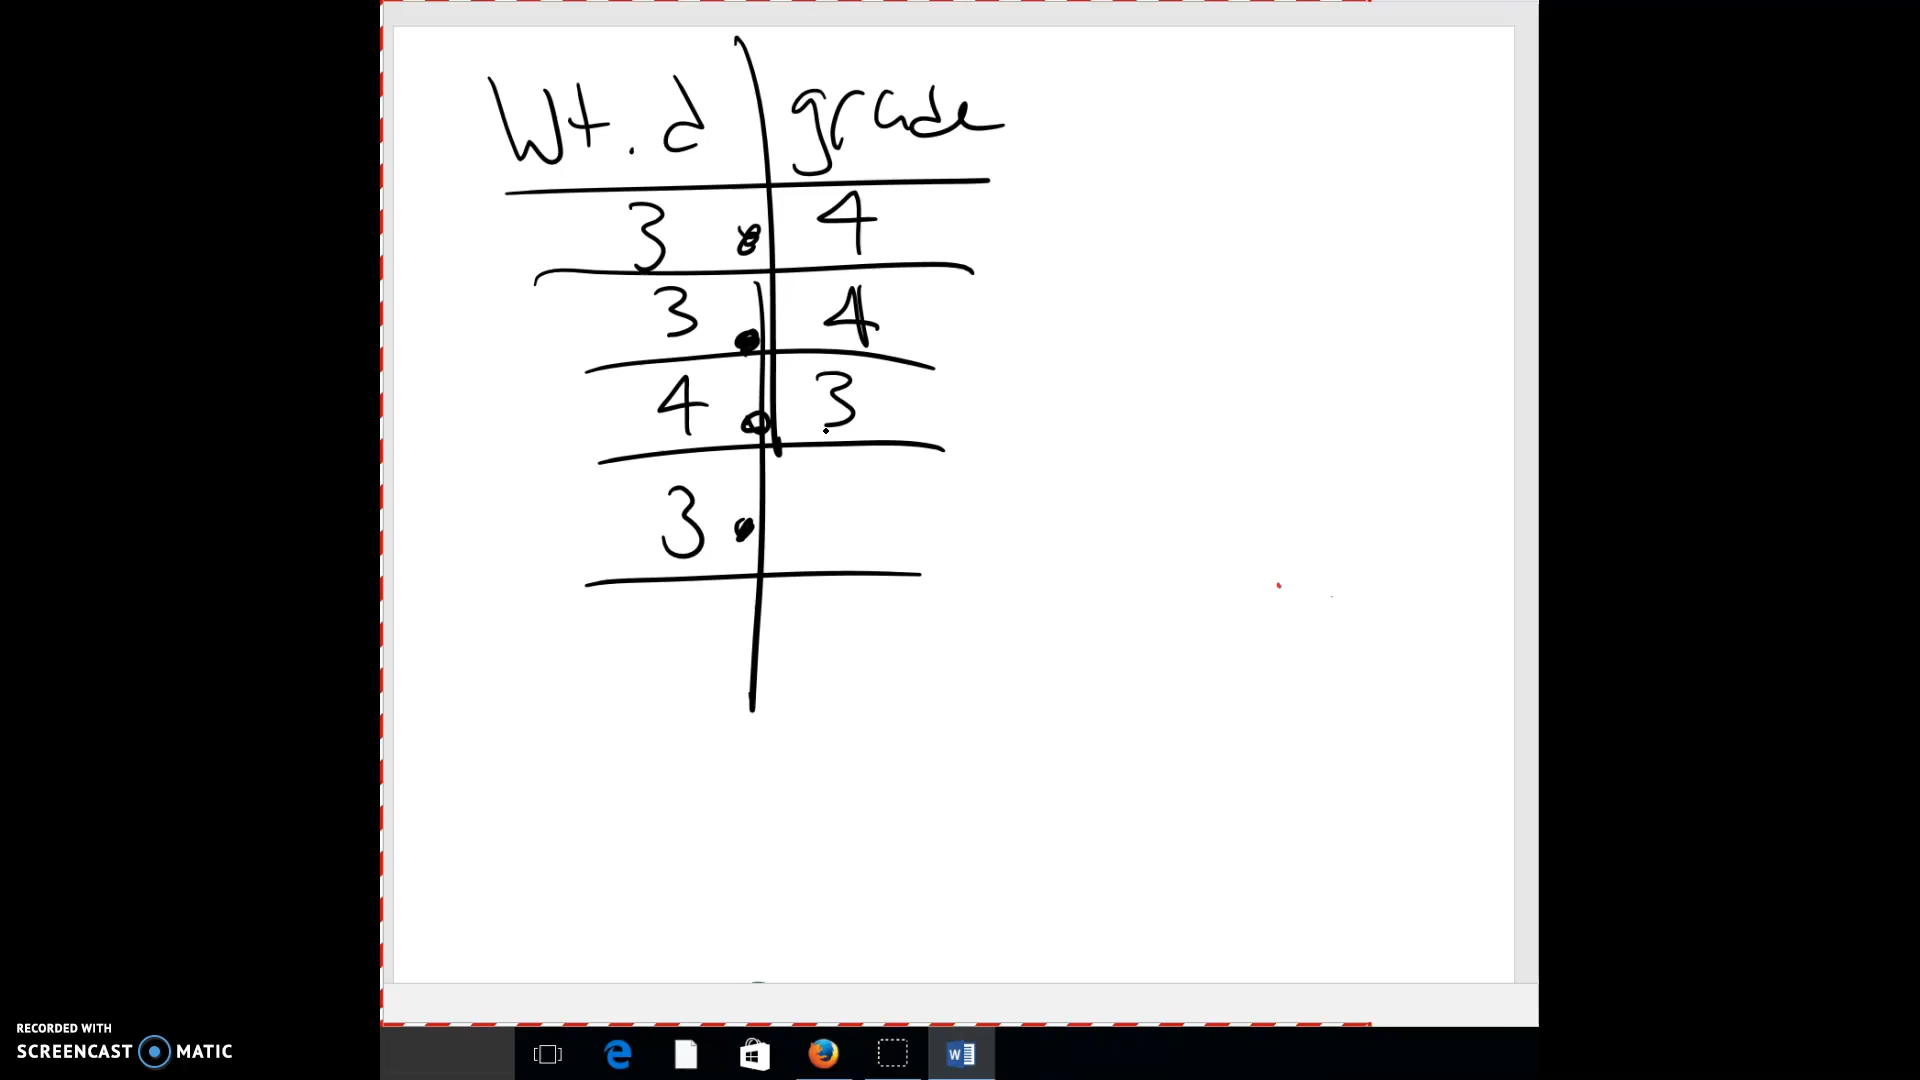 Wt. d grade
3 • 4
3 • 4
4 • 3
3 •
RECORDED WITH
SCREENCAST MATIC